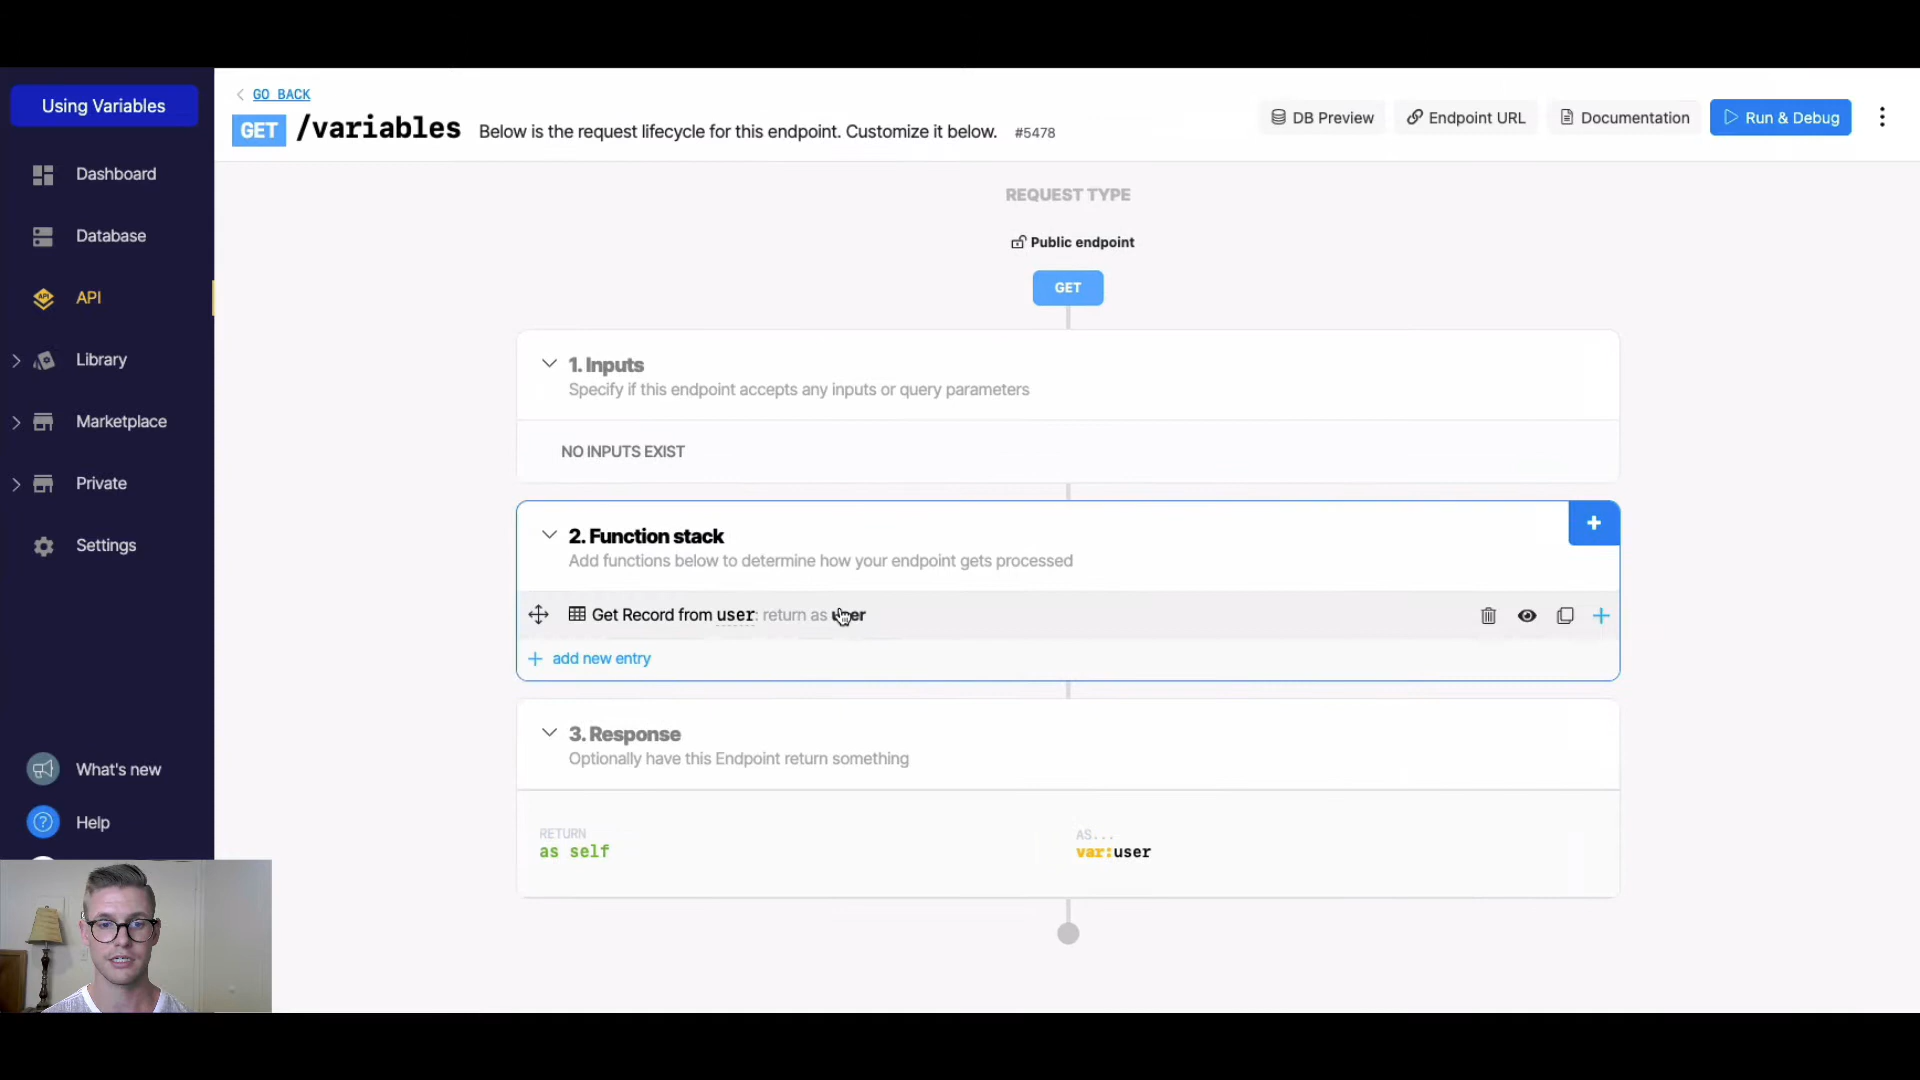 Using Variables
Dashboard
Database
API
Library
Marketplace
Private
Settings
What's new
Help
GO BACK
GET /variables Below is the request lifecycle for this endpoint. Customize it below. #5478
DB Preview
Endpoint URL
Documentation
Run & Debug
REQUEST TYPE
Public endpoint
GET
1. Inputs
Specify if this endpoint accepts any inputs or query parameters
NO INPUTS EXIST
2. Function stack
Add functions below to determine how your endpoint gets processed
Get Record from user: return as user
add new entry
3. Response
Optionally have this Endpoint return something
RETURN
as self
AS...
var:user